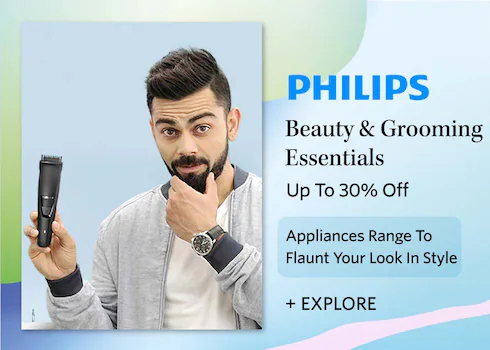 PHILIPS
Beauty & Grooming
Essentials
Up To 30% Off
Appliances Range To
Flaunt Your Look In Style
+ EXPLORE